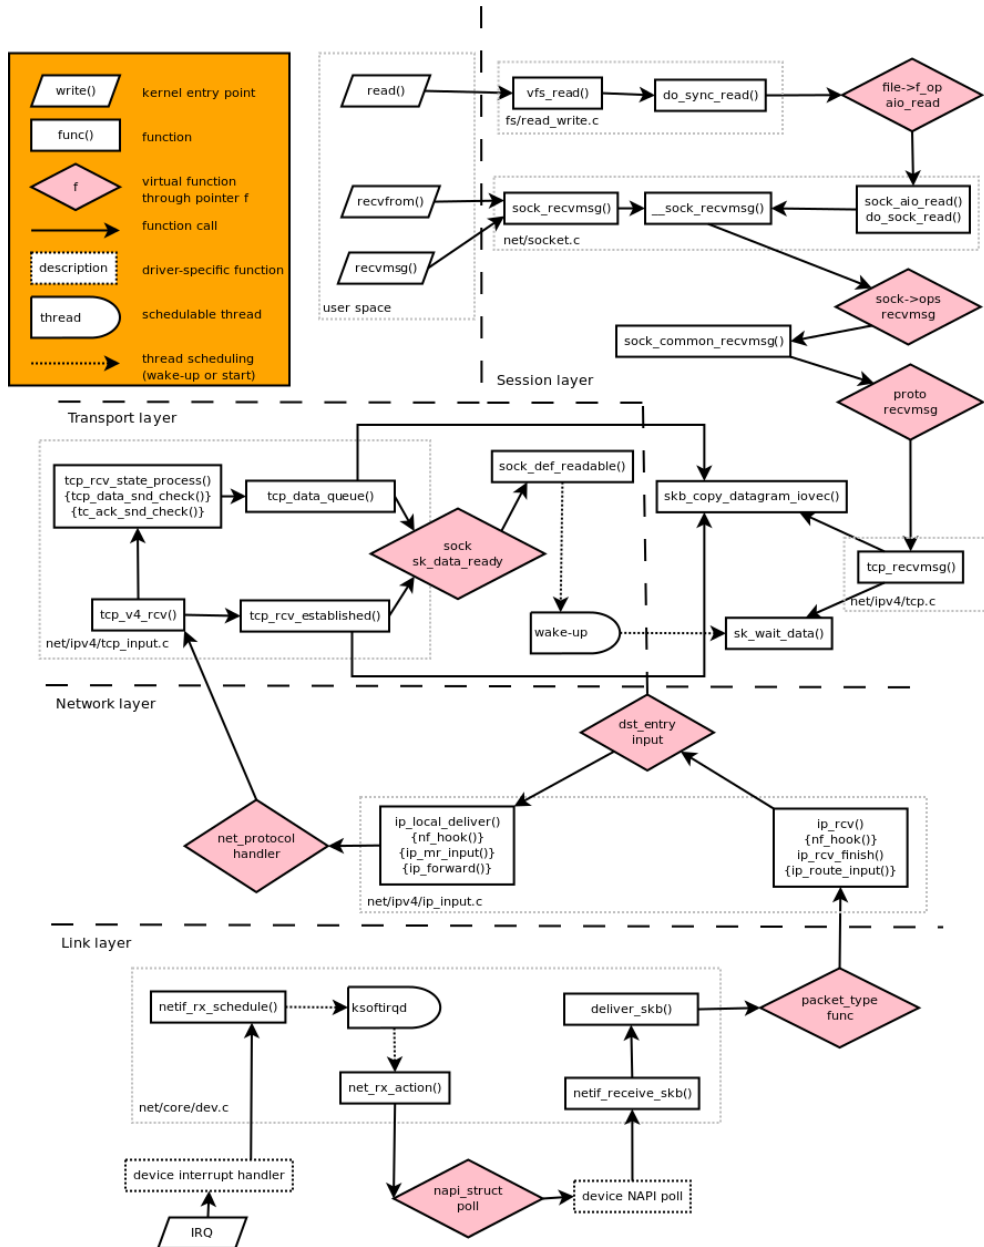 write()
kernel entry point
func()
function
f
virtual function
through pointer f
function call
description
driver-specific function
thread
schedulable thread
thread scheduling
(wake-up or start)
read()
recvfrom()
recvmsg()
user space
vfs_read()
do_sync_read()
fs/read_write.c
file->f_op
aio_read
sock_recvmsg()
__sock_recvmsg()
sock_aio_read()
do_sock_read()
net/socket.c
sock->ops
recvmsg
sock_common_recvmsg()
proto
recvmsg
Session layer
Transport layer
tcp_rcv_state_process()
{tcp_data_snd_check()}
{tc_ack_snd_check()}
tcp_data_queue()
sock_def_readable()
skb_copy_datagram_iovec()
sock
sk_data_ready
tcp_recvmsg()
net/ipv4/tcp.c
tcp_v4_rcv()
tcp_rcv_established()
net/ipv4/tcp_input.c
wake-up
sk_wait_data()
Network layer
dst_entry
input
net_protocol
handler
ip_local_deliver()
{nf_hook()}
{ip_mr_input()}
{ip_forward()}
ip_rcv()
{nf_hook()}
ip_rcv_finish()
{ip_route_input()}
net/ipv4/ip_input.c
Link layer
netif_rx_schedule()
ksoftirqd
deliver_skb()
packet_type
func
net_rx_action()
netif_receive_skb()
net/core/dev.c
device interrupt handler
napi_struct
poll
device NAPI poll
IRQ